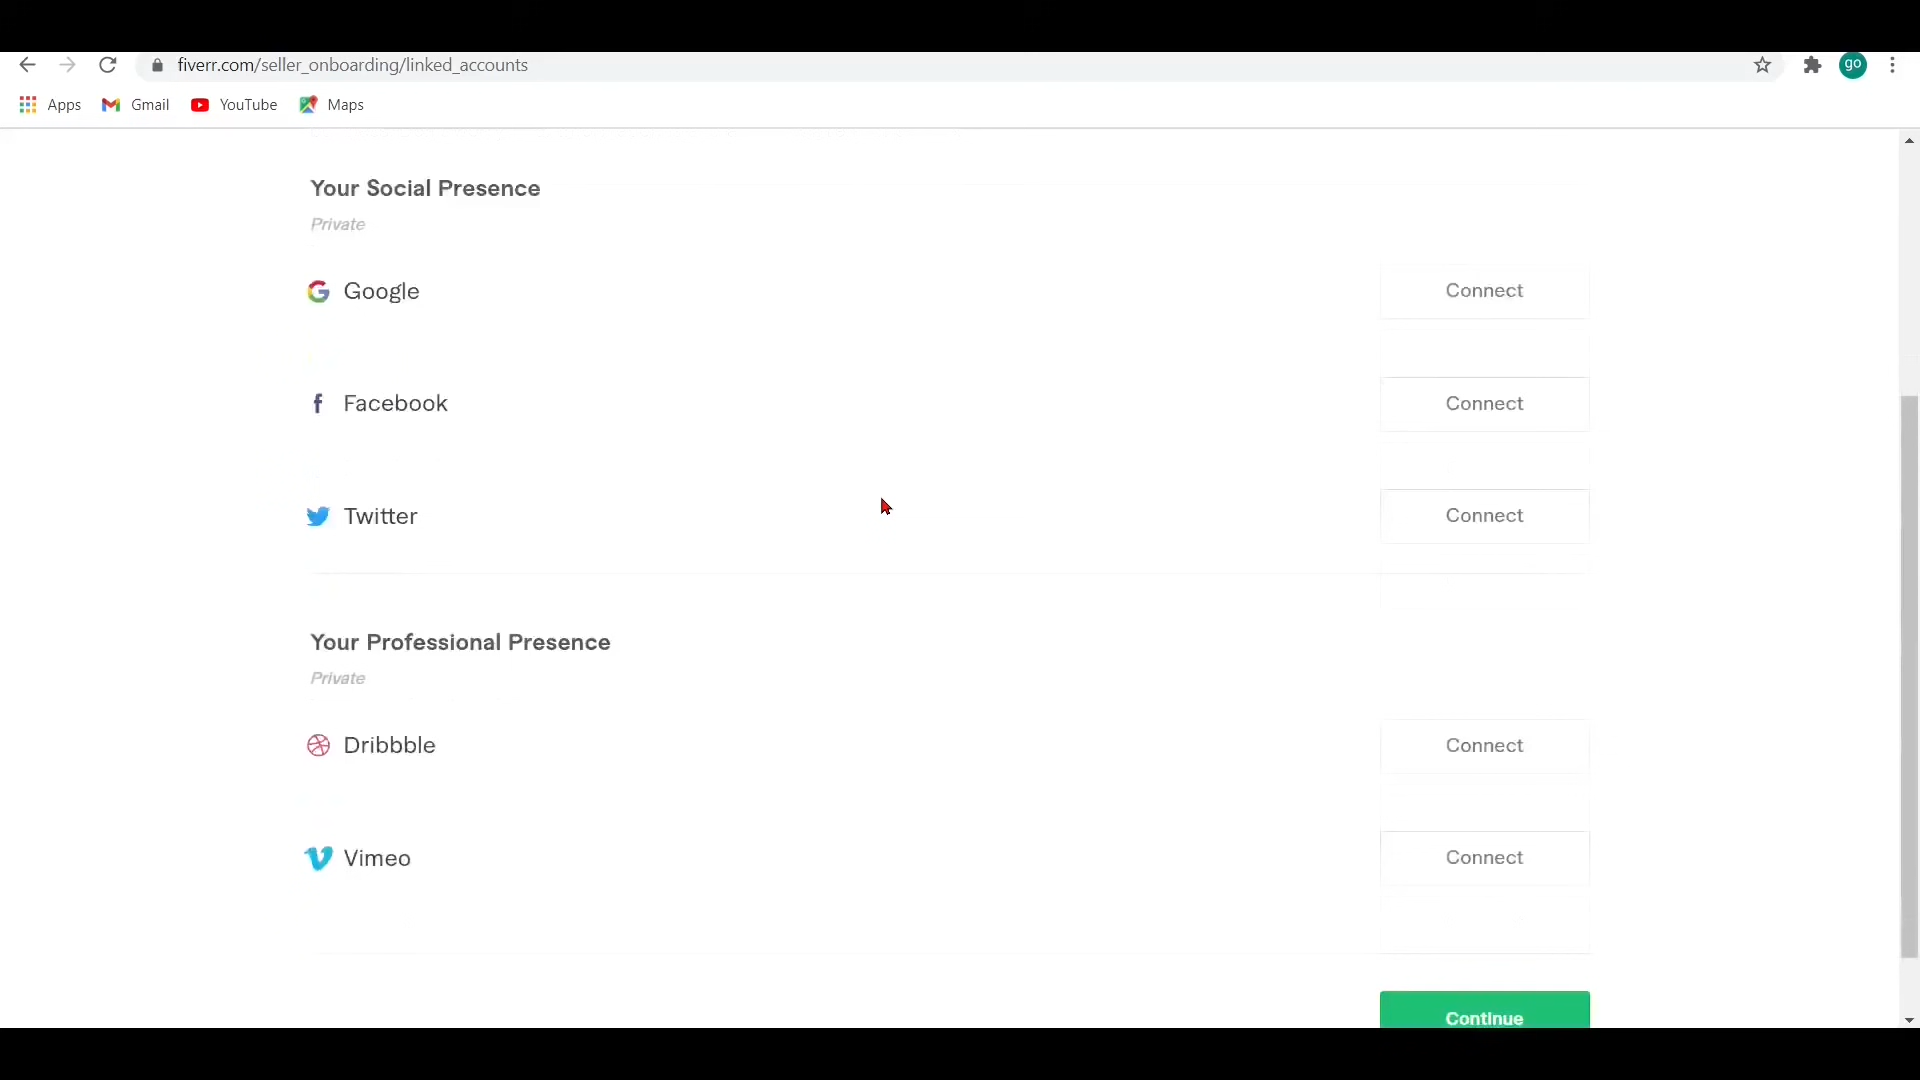 fiverr.com/seller_onboarding/linked_accounts
go
Apps Gmail YouTube Maps
Your Social Presence
Private
Google Connect
Facebook Connect
Twitter Connect
Your Professional Presence
Private
Dribbble Connect
Vimeo Connect
Continue